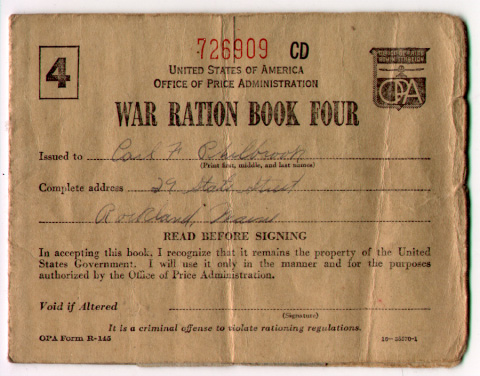 726909 CD
4
UNITED STATES OF AMERICA
OFFICE OF PRICE ADMINISTRATION
OFFICE OF PRICE
ADMINISTRATION
OPA
WAR RATION BOOK FOUR
Issued to Carl F Philbrook
(Print first, middle, and last names)
Complete address 29 State Street
Rockland, Maine
READ BEFORE SIGNING
In accepting this book, I recognize that it remains the property of the United
States Government. I will use it only in the manner and for the purposes
authorized by the Office of Price Administration.
Void if Altered
(Signature)
It is a criminal offense to violate rationing regulations.
OPA Form R-145
16—35570-1